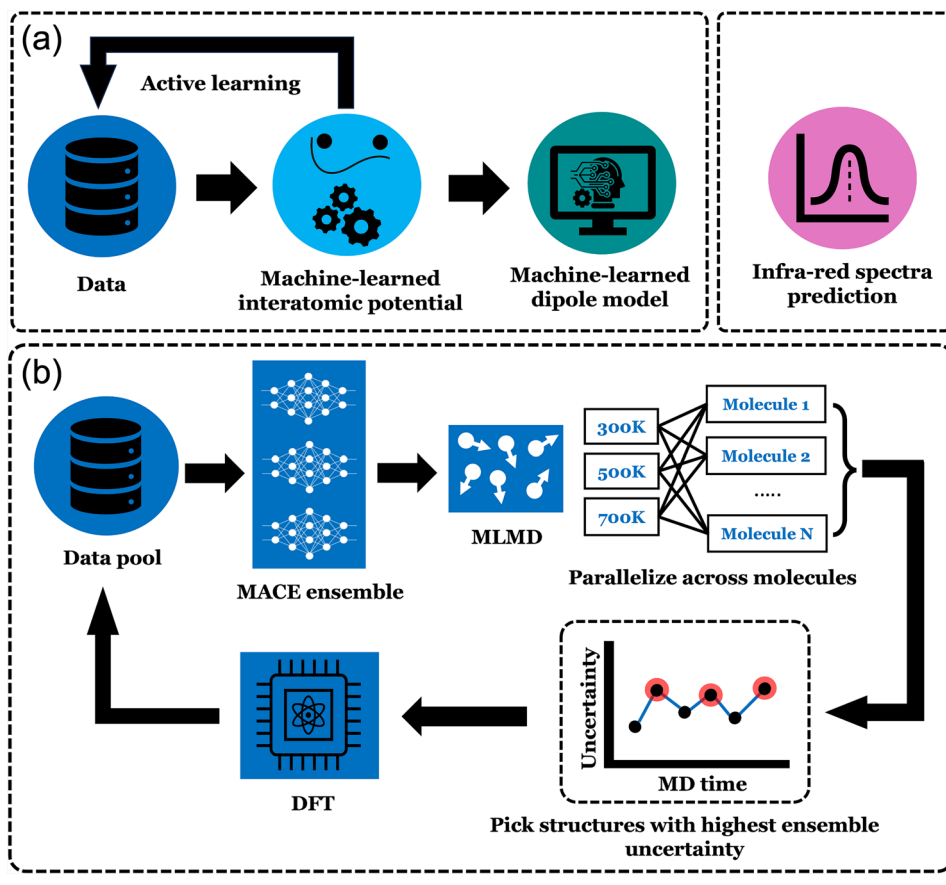 (a)
Active learning
Data
Machine-learned
interatomic potential
Machine-learned
dipole model
Infra-red spectra
prediction
(b)
Data pool
MACE ensemble
MLMD
300K
500K
700K
Molecule 1
Molecule 2
.....
Molecule N
Parallelize across molecules
DFT
Uncertainty
MD time
Pick structures with highest ensemble
uncertainty